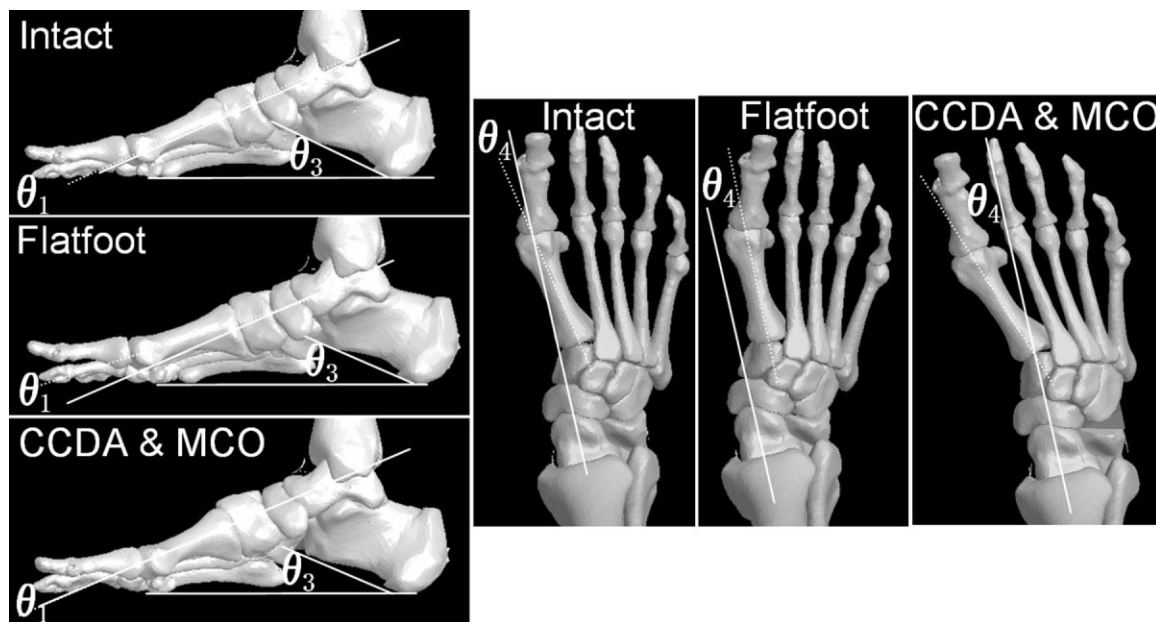 Intact
θ3
θ1
Flatfoot
θ3
θ1
CCDA & MCO
θ3
θ1
Intact
θ4
Flatfoot
θ4
CCDA & MCO
θ4